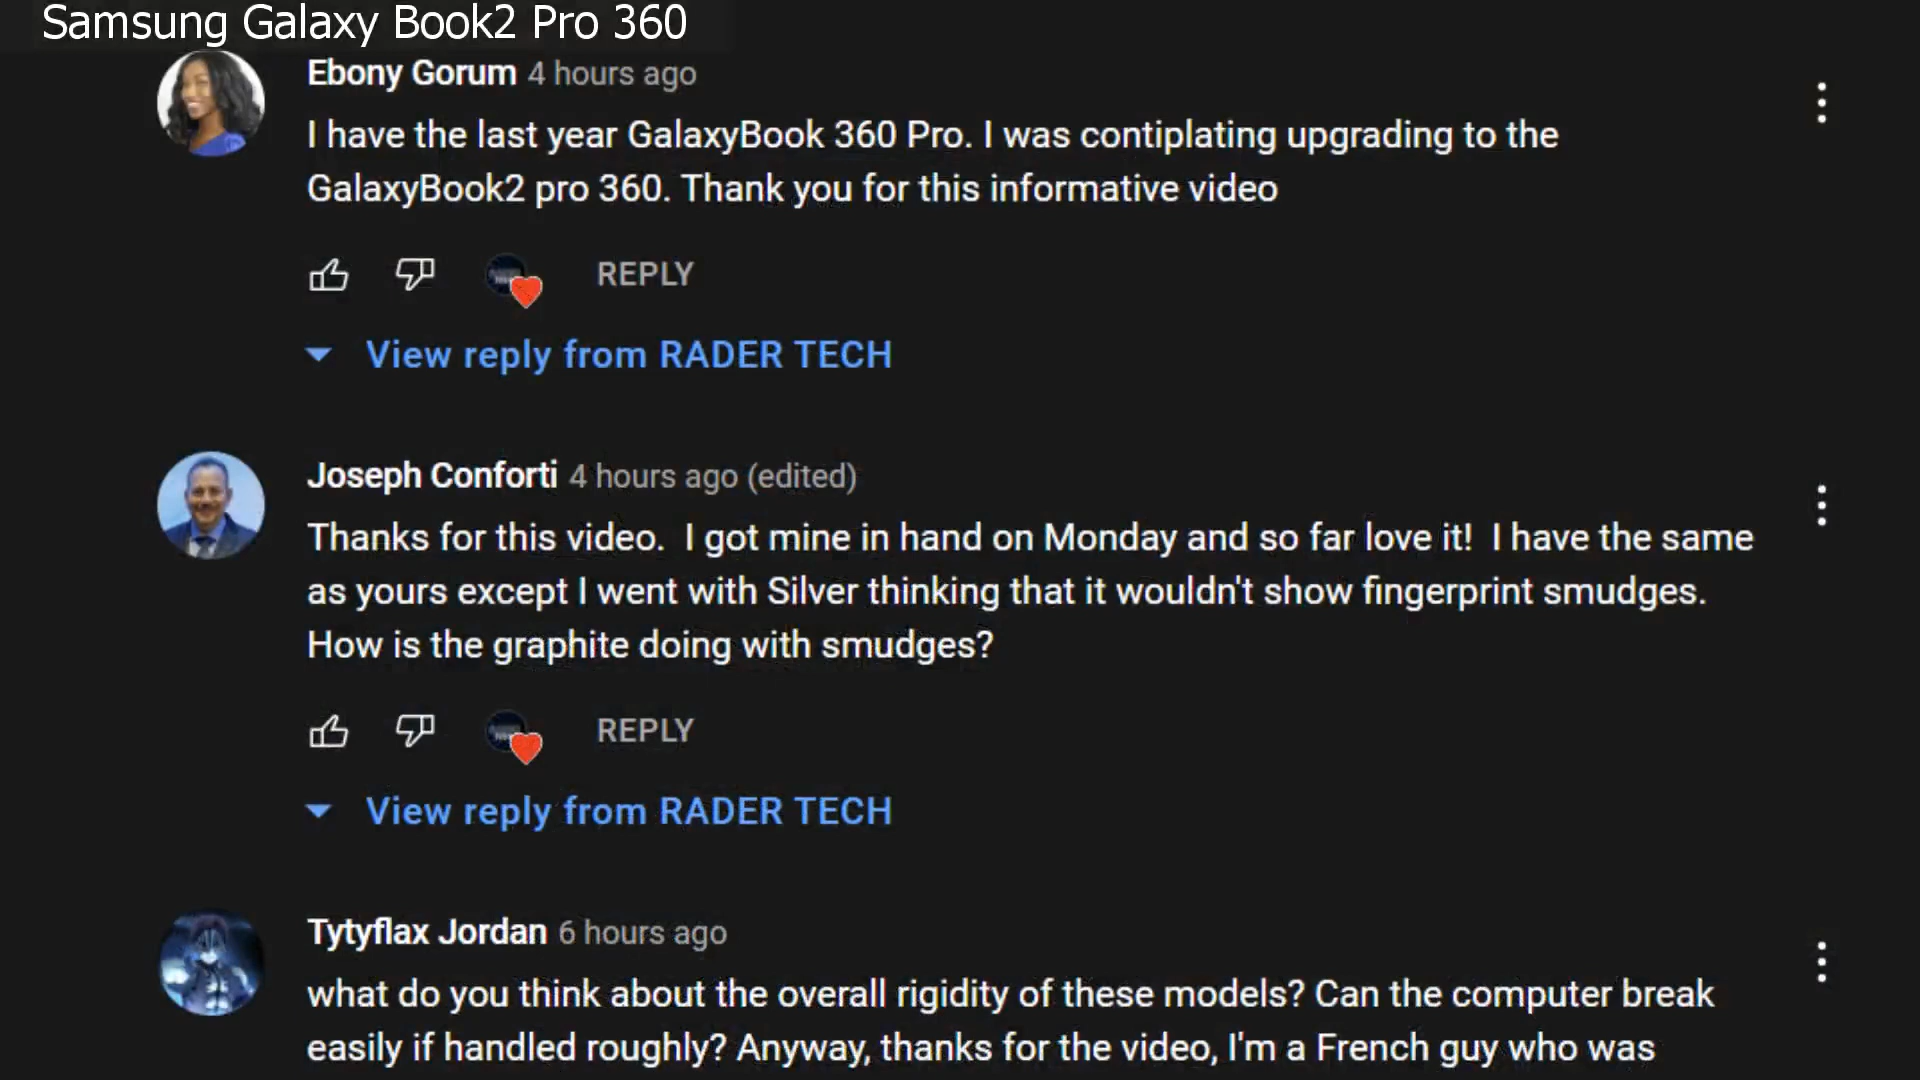 Samsung Galaxy Book2 Pro 360
Ebony Gorum 4 hours ago
I have the last year GalaxyBook 360 Pro. I was contiplating upgrading to the
GalaxyBook2 pro 360. Thank you for this informative video
REPLY
View reply from RADER TECH
Joseph Conforti 4 hours ago (edited)
Thanks for this video.  I got mine in hand on Monday and so far love it!  I have the same
as yours except I went with Silver thinking that it wouldn't show fingerprint smudges.
How is the graphite doing with smudges?
REPLY
View reply from RADER TECH
Tytyflax Jordan 6 hours ago
what do you think about the overall rigidity of these models? Can the computer break
easily if handled roughly? Anyway, thanks for the video, I'm a French guy who was